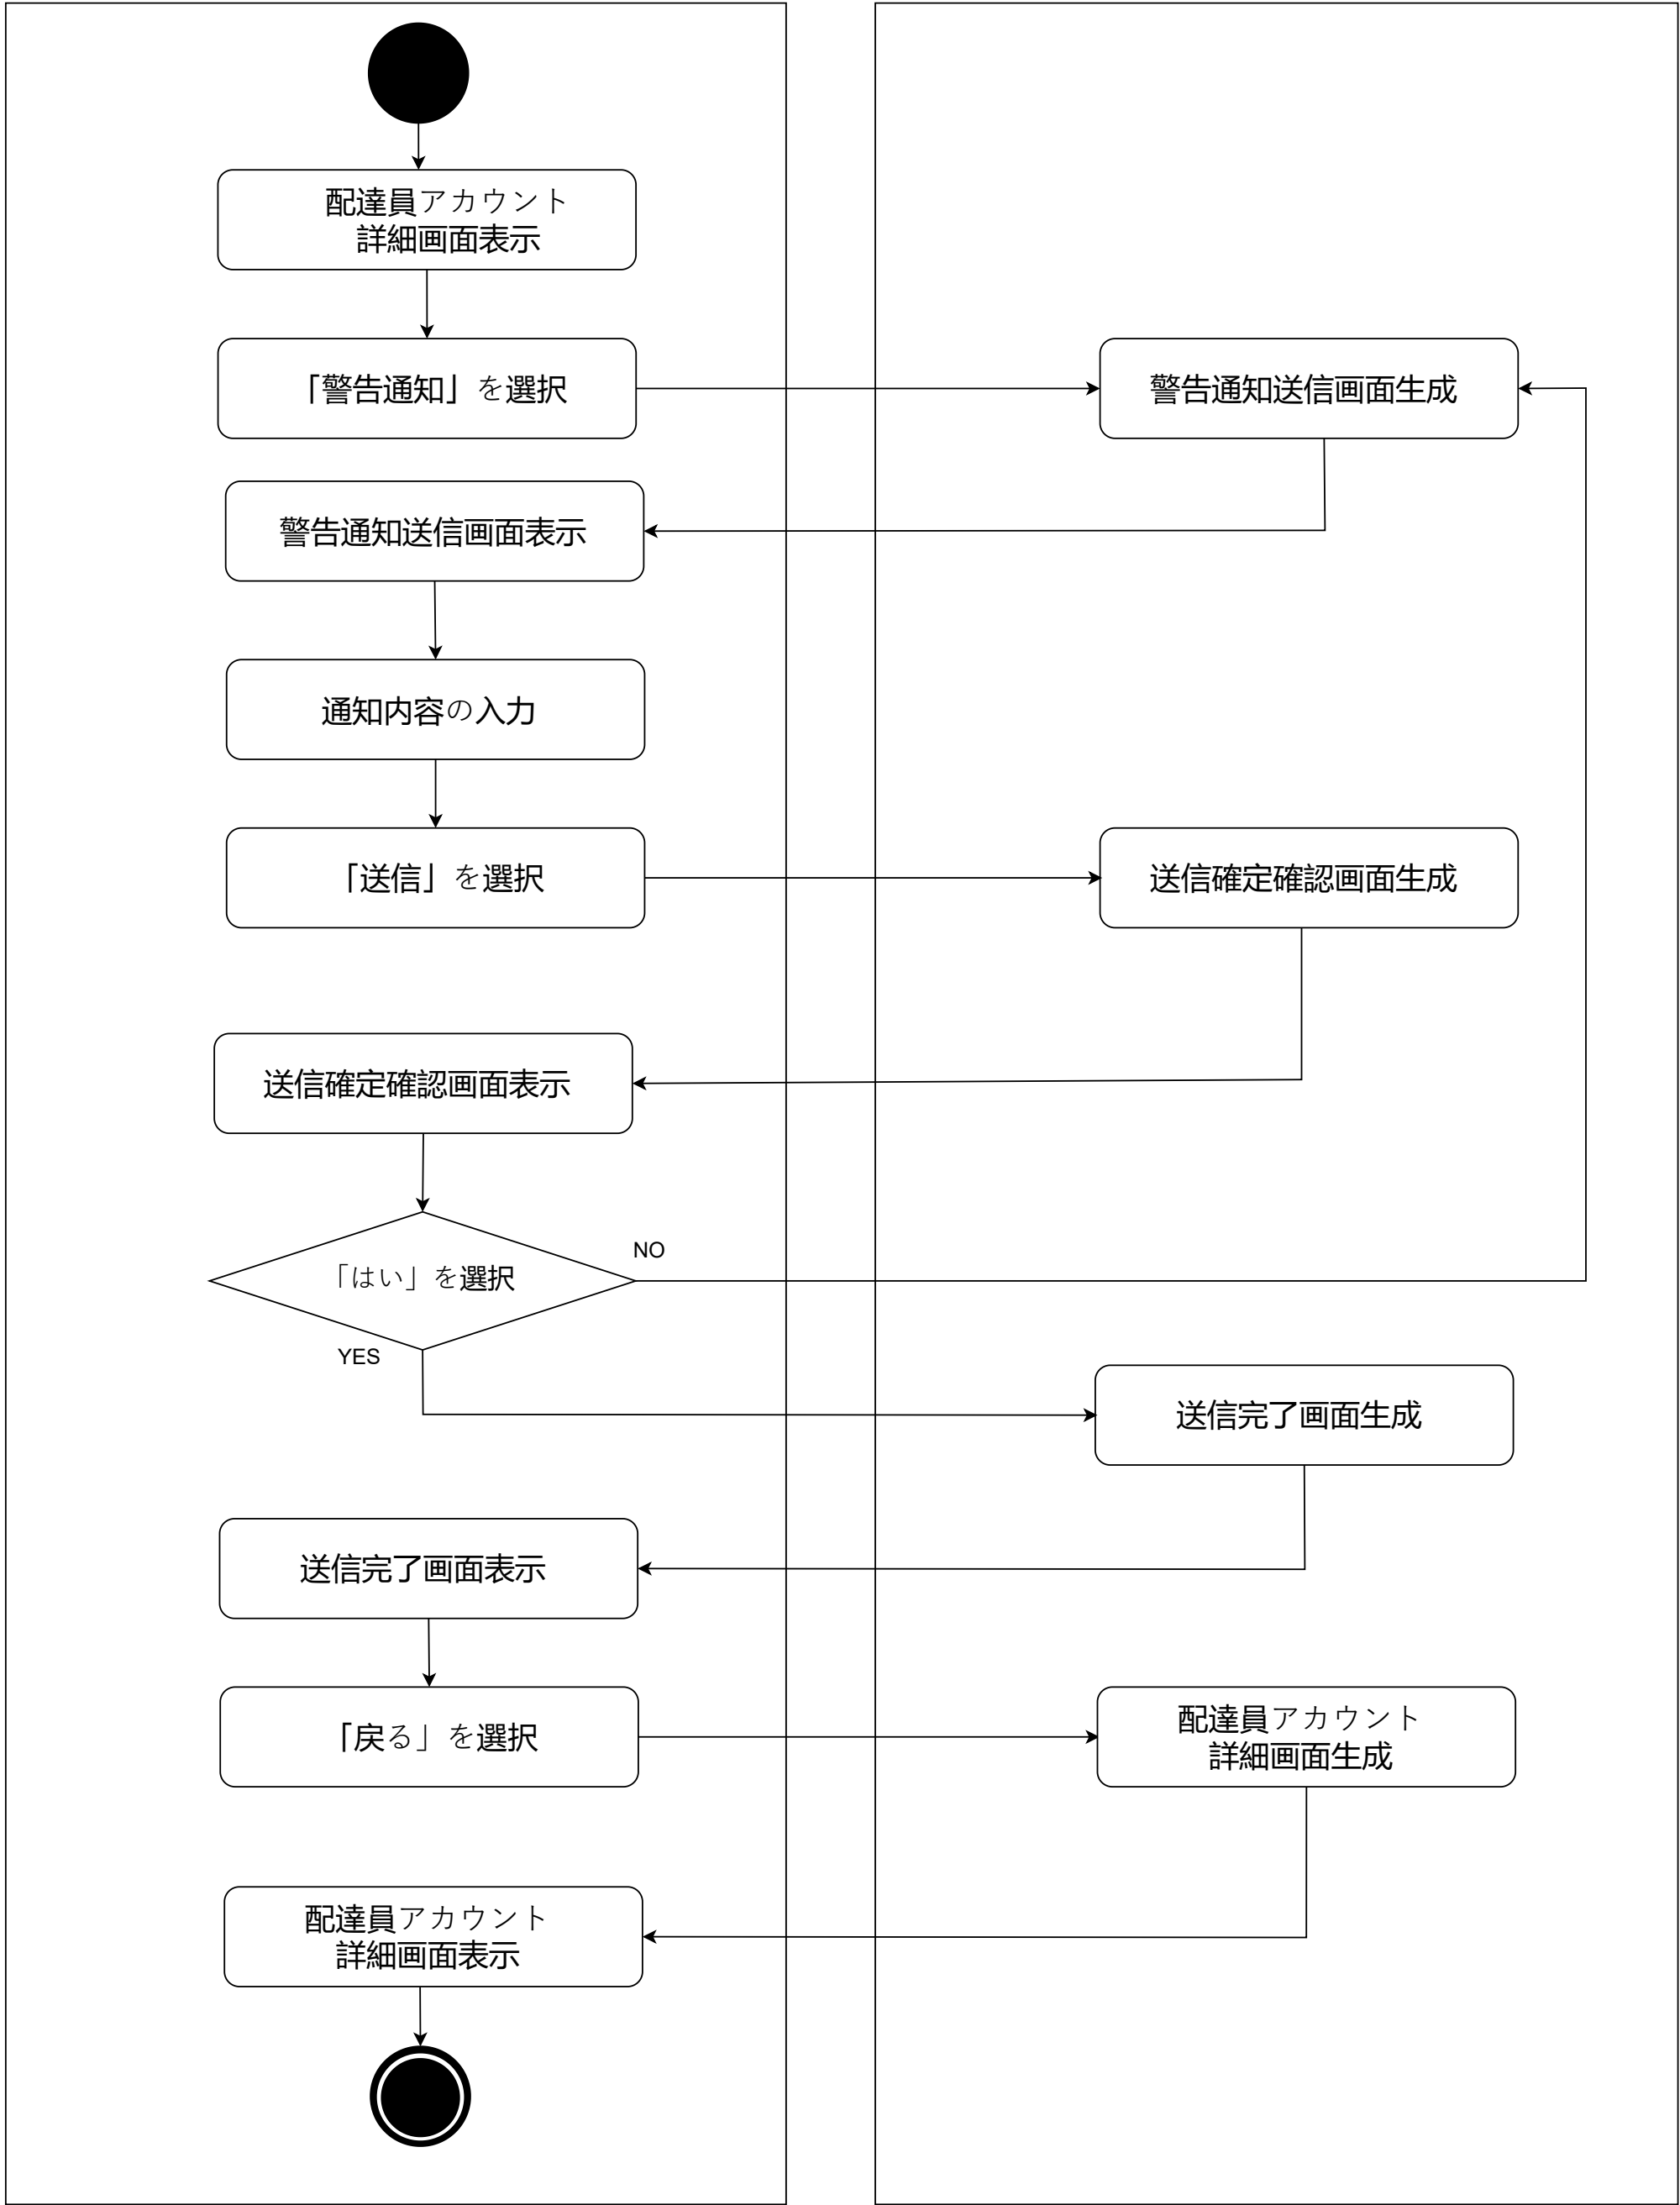 配達員アカウント
詳細画面表示
「警告通知」を選択
警告通知送信画面生成
警告通知送信画面表示
通知内容の入力
「送信」を選択
送信確定確認画面生成
送信確定確認画面表示
「はい」を選択
NO
YES
送信完了画面生成
送信完了画面表示
「戻る」を選択
配達員アカウント
詳細画面生成
配達員アカウント
詳細画面表示